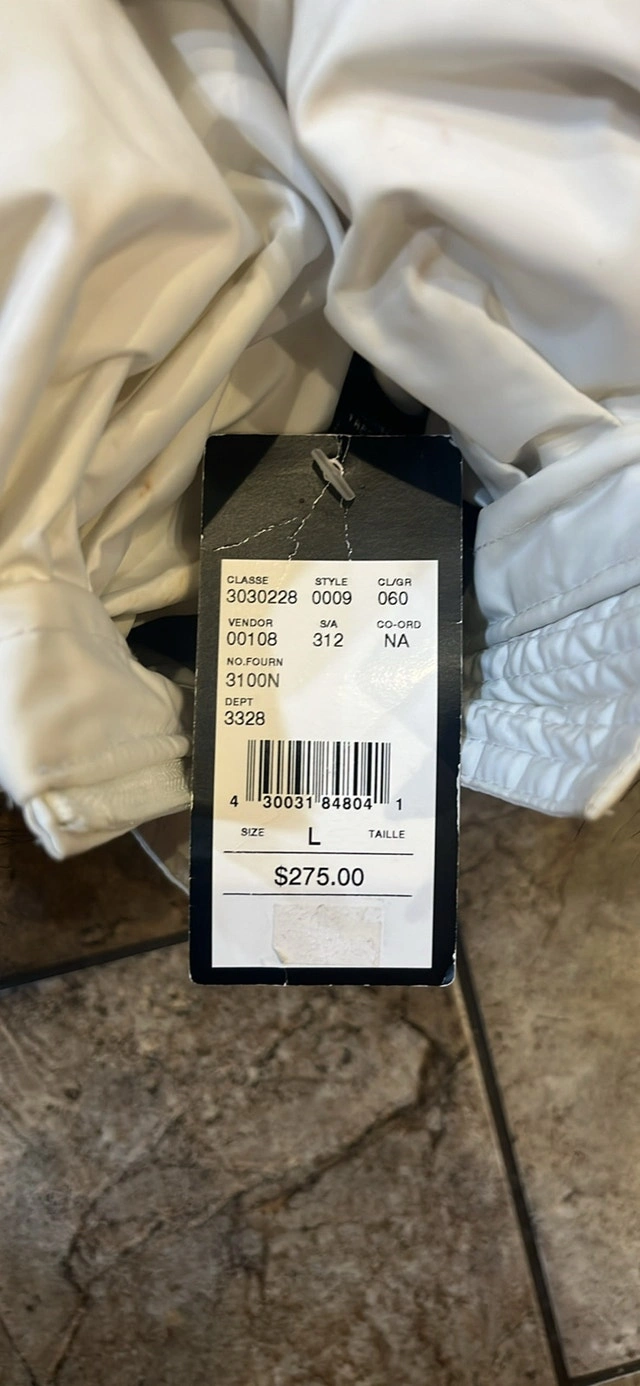 CLASSE STYLE CL/GR
3030228 0009 060
VENDOR S/A CO-ORD
00108 312 NA
NO.FOURN
3100N
DEPT
3328
4 30031 84804 1
SIZE L TAILLE
$275.00